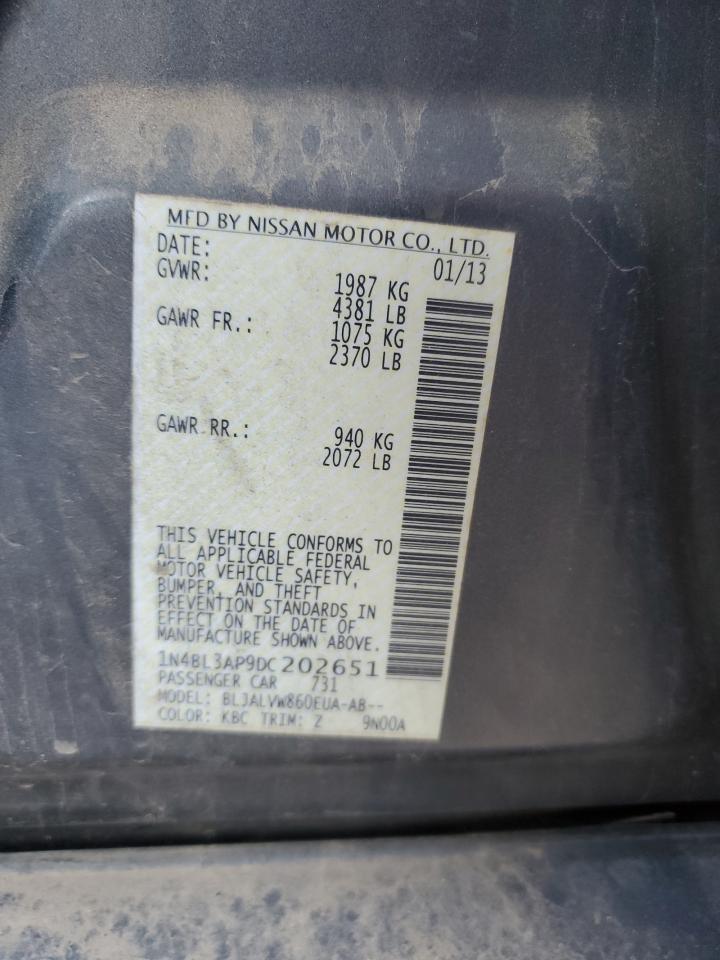 MFD BY NISSAN MOTOR CO., LTD.
DATE: 01/13
GVWR: 1987 KG
4381 LB
GAWR FR.: 1075 KG
2370 LB
GAWR RR.: 940 KG
2072 LB
THIS VEHICLE CONFORMS TO
ALL APPLICABLE FEDERAL
MOTOR VEHICLE SAFETY,
BUMPER, AND THEFT
PREVENTION STANDARDS IN
EFFECT ON THE DATE OF
MANUFACTURE SHOWN ABOVE.
1N4BL3AP9DC202651
PASSENGER CAR 731
MODEL: BLJALVW860EUA-AB--
COLOR: KBC TRIM: Z 9N00A